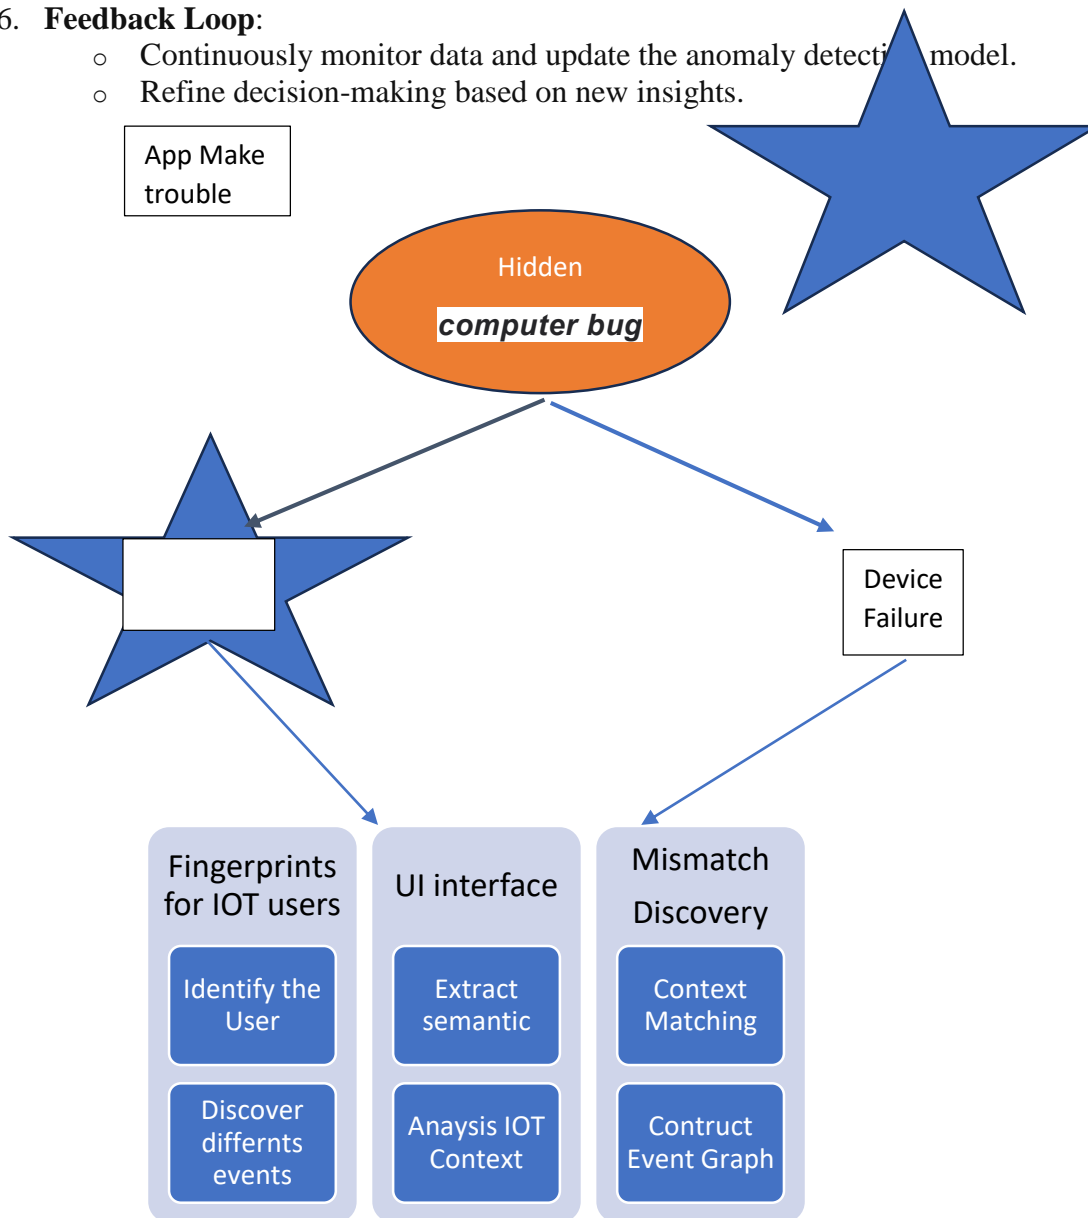 6. Feedback Loop:
o Continuously monitor data and update the anomaly detecti model.
o Refine decision-making based on new insights.
App Make
trouble
Hidden
computer bug
Device
Failure
Fingerprints
for IOT users
Identify the
User
Discover
differnts
events
UI interface
Extract
semantic
Anaysis IOT
Context
Mismatch
Discovery
Context
Matching
Contruct
Event Graph